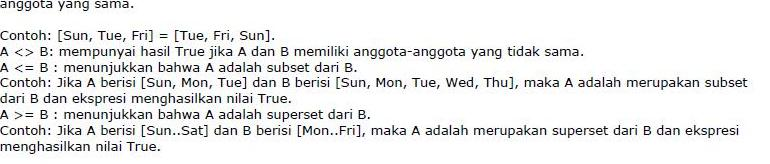 anggota yang sama.
Contoh: [Sun, Tue, Fri] = [Tue, Fri, Sun].
A <> B: mempunyai hasil True jika A dan B memiliki anggota-anggota yang tidak sama.
A <= B : menunjukkan bahwa A adalah subset dari B.
Contoh: Jika A berisi [Sun, Mon, Tue] dan B berisi [Sun, Mon, Tue, Wed, Thu], maka A adalah merupakan subset
dari B dan ekspresi menghasilkan nilai True.
A >= B : menunjukkan bahwa A adalah superset dari B.
Contoh: Jika A berisi [Sun..Sat] dan B berisi [Mon..Fri], maka A adalah merupakan superset dari B dan ekspresi
menghasilkan nilai True.